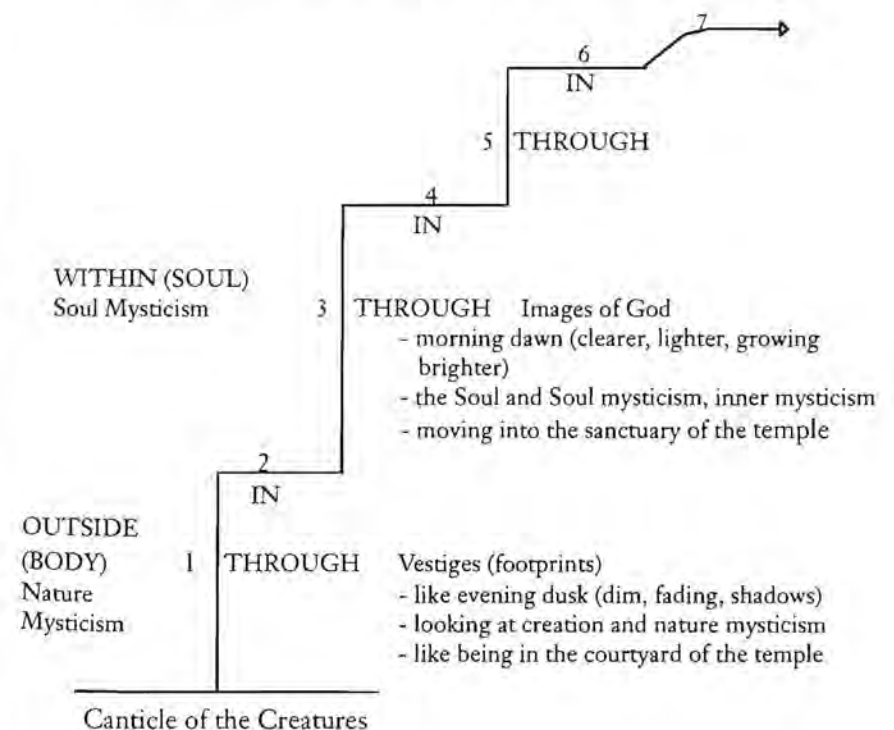 7
6
IN
5 THROUGH
4
IN
WITHIN (SOUL)
Soul Mysticism
3 THROUGH Images of God
- morning dawn (clearer, lighter, growing
brighter)
- the Soul and Soul mysticism, inner mysticism
- moving into the sanctuary of the temple
2
IN
OUTSIDE
(BODY) 1 THROUGH Vestiges (footprints)
Nature
- like evening dusk (dim, fading, shadows)
Mysticism
- looking at creation and nature mysticism
- like being in the courtyard of the temple
Canticle of the Creatures